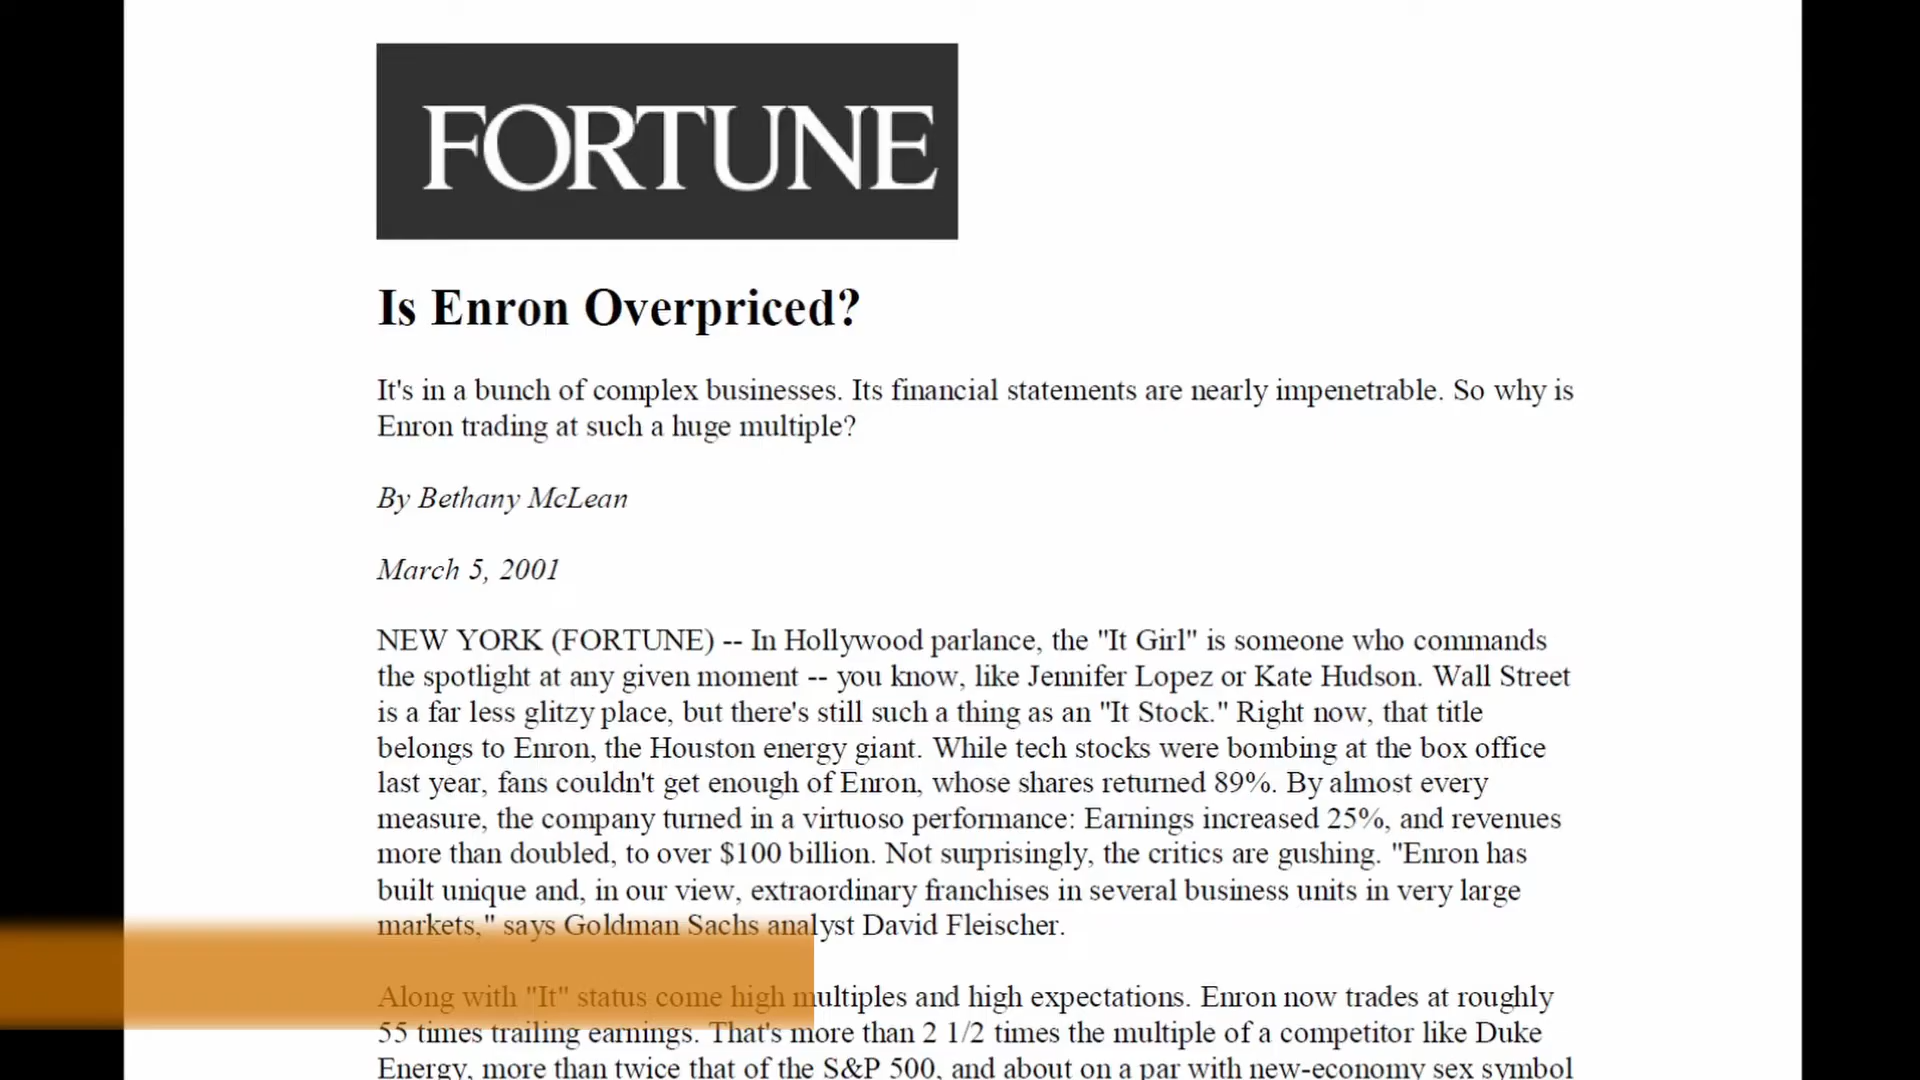 FORTUNE
Is Enron Overpriced?
It's in a bunch of complex businesses. Its financial statements are nearly impenetrable. So why is
Enron trading at such a huge multiple?
By Bethany McLean
March 5, 2001
NEW YORK (FORTUNE) -- In Hollywood parlance, the "It Girl" is someone who commands
the spotlight at any given moment -- you know, like Jennifer Lopez or Kate Hudson. Wall Street
is a far less glitzy place, but there's still such a thing as an "It Stock." Right now, that title
belongs to Enron, the Houston energy giant. While tech stocks were bombing at the box office
last year, fans couldn't get enough of Enron, whose shares returned 89%. By almost every
measure, the company turned in a virtuoso performance: Earnings increased 25%, and revenues
more than doubled, to over $100 billion. Not surprisingly, the critics are gushing. "Enron has
built unique and, in our view, extraordinary franchises in several business units in very large
markets," says Goldman Sachs analyst David Fleischer.
Along with "It" status come high multiples and high expectations. Enron now trades at roughly
55 times trailing earnings. That's more than 2 1/2 times the multiple of a competitor like Duke
Energy, more than twice that of the S&P 500, and about on a par with new-economy sex symbol